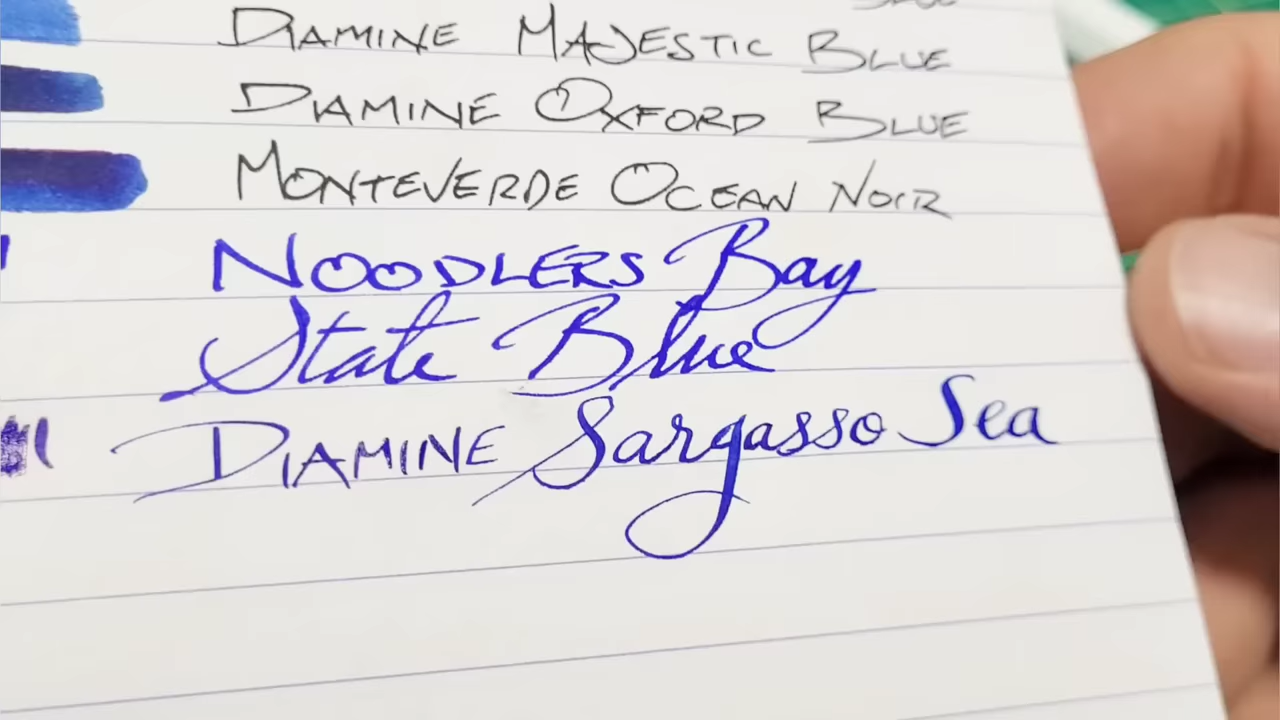 DIAMINE MAJESTIC BLUE
DIAMINE OXFORD BLUE
MONTEVERDE OCEAN NOIR
NOODLERS Bay
State Blue
DIAMINE Sargasso Sea